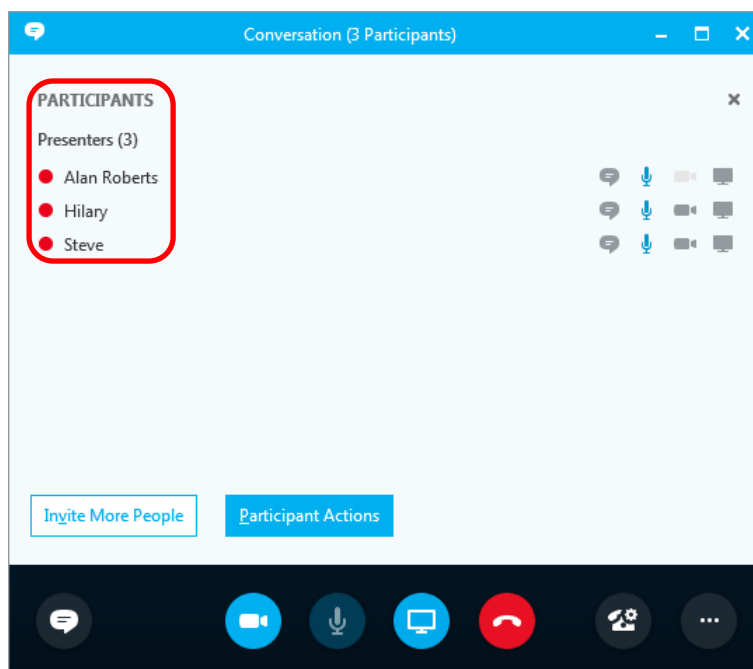 Conversation (3 Participants)
PARTICIPANTS
Presenters (3)
Alan Roberts
Hilary
Steve
Invite More People
Participant Actions